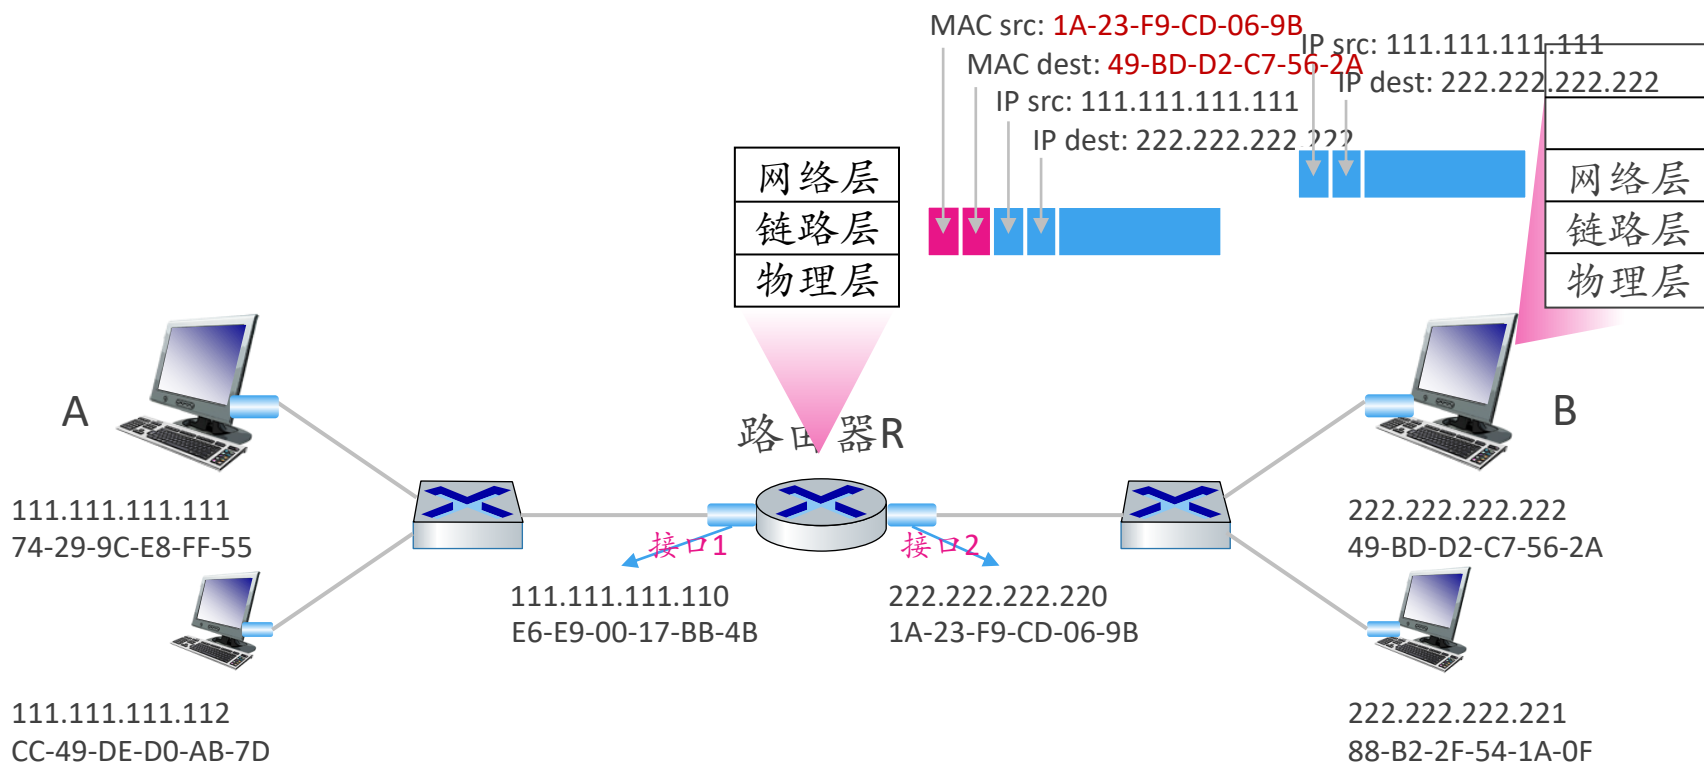 MAC src: 1A-23-F9-CD-06-9B
MAC dest: 49-BD-D2-C7-56-2A
IP src: 111.111.111.111
IP dest: 222.222.222.222
IP src: 111.111.111.111
IP dest: 222.222.222.222
网络层
链路层
物理层
网络层
链路层
物理层
A
路由器R
B
111.111.111.111
74-29-9C-E8-FF-55
接口1
接口2
222.222.222.222
49-BD-D2-C7-56-2A
111.111.111.110
E6-E9-00-17-BB-4B
222.222.222.220
1A-23-F9-CD-06-9B
111.111.111.112
CC-49-DE-D0-AB-7D
222.222.222.221
88-B2-2F-54-1A-0F